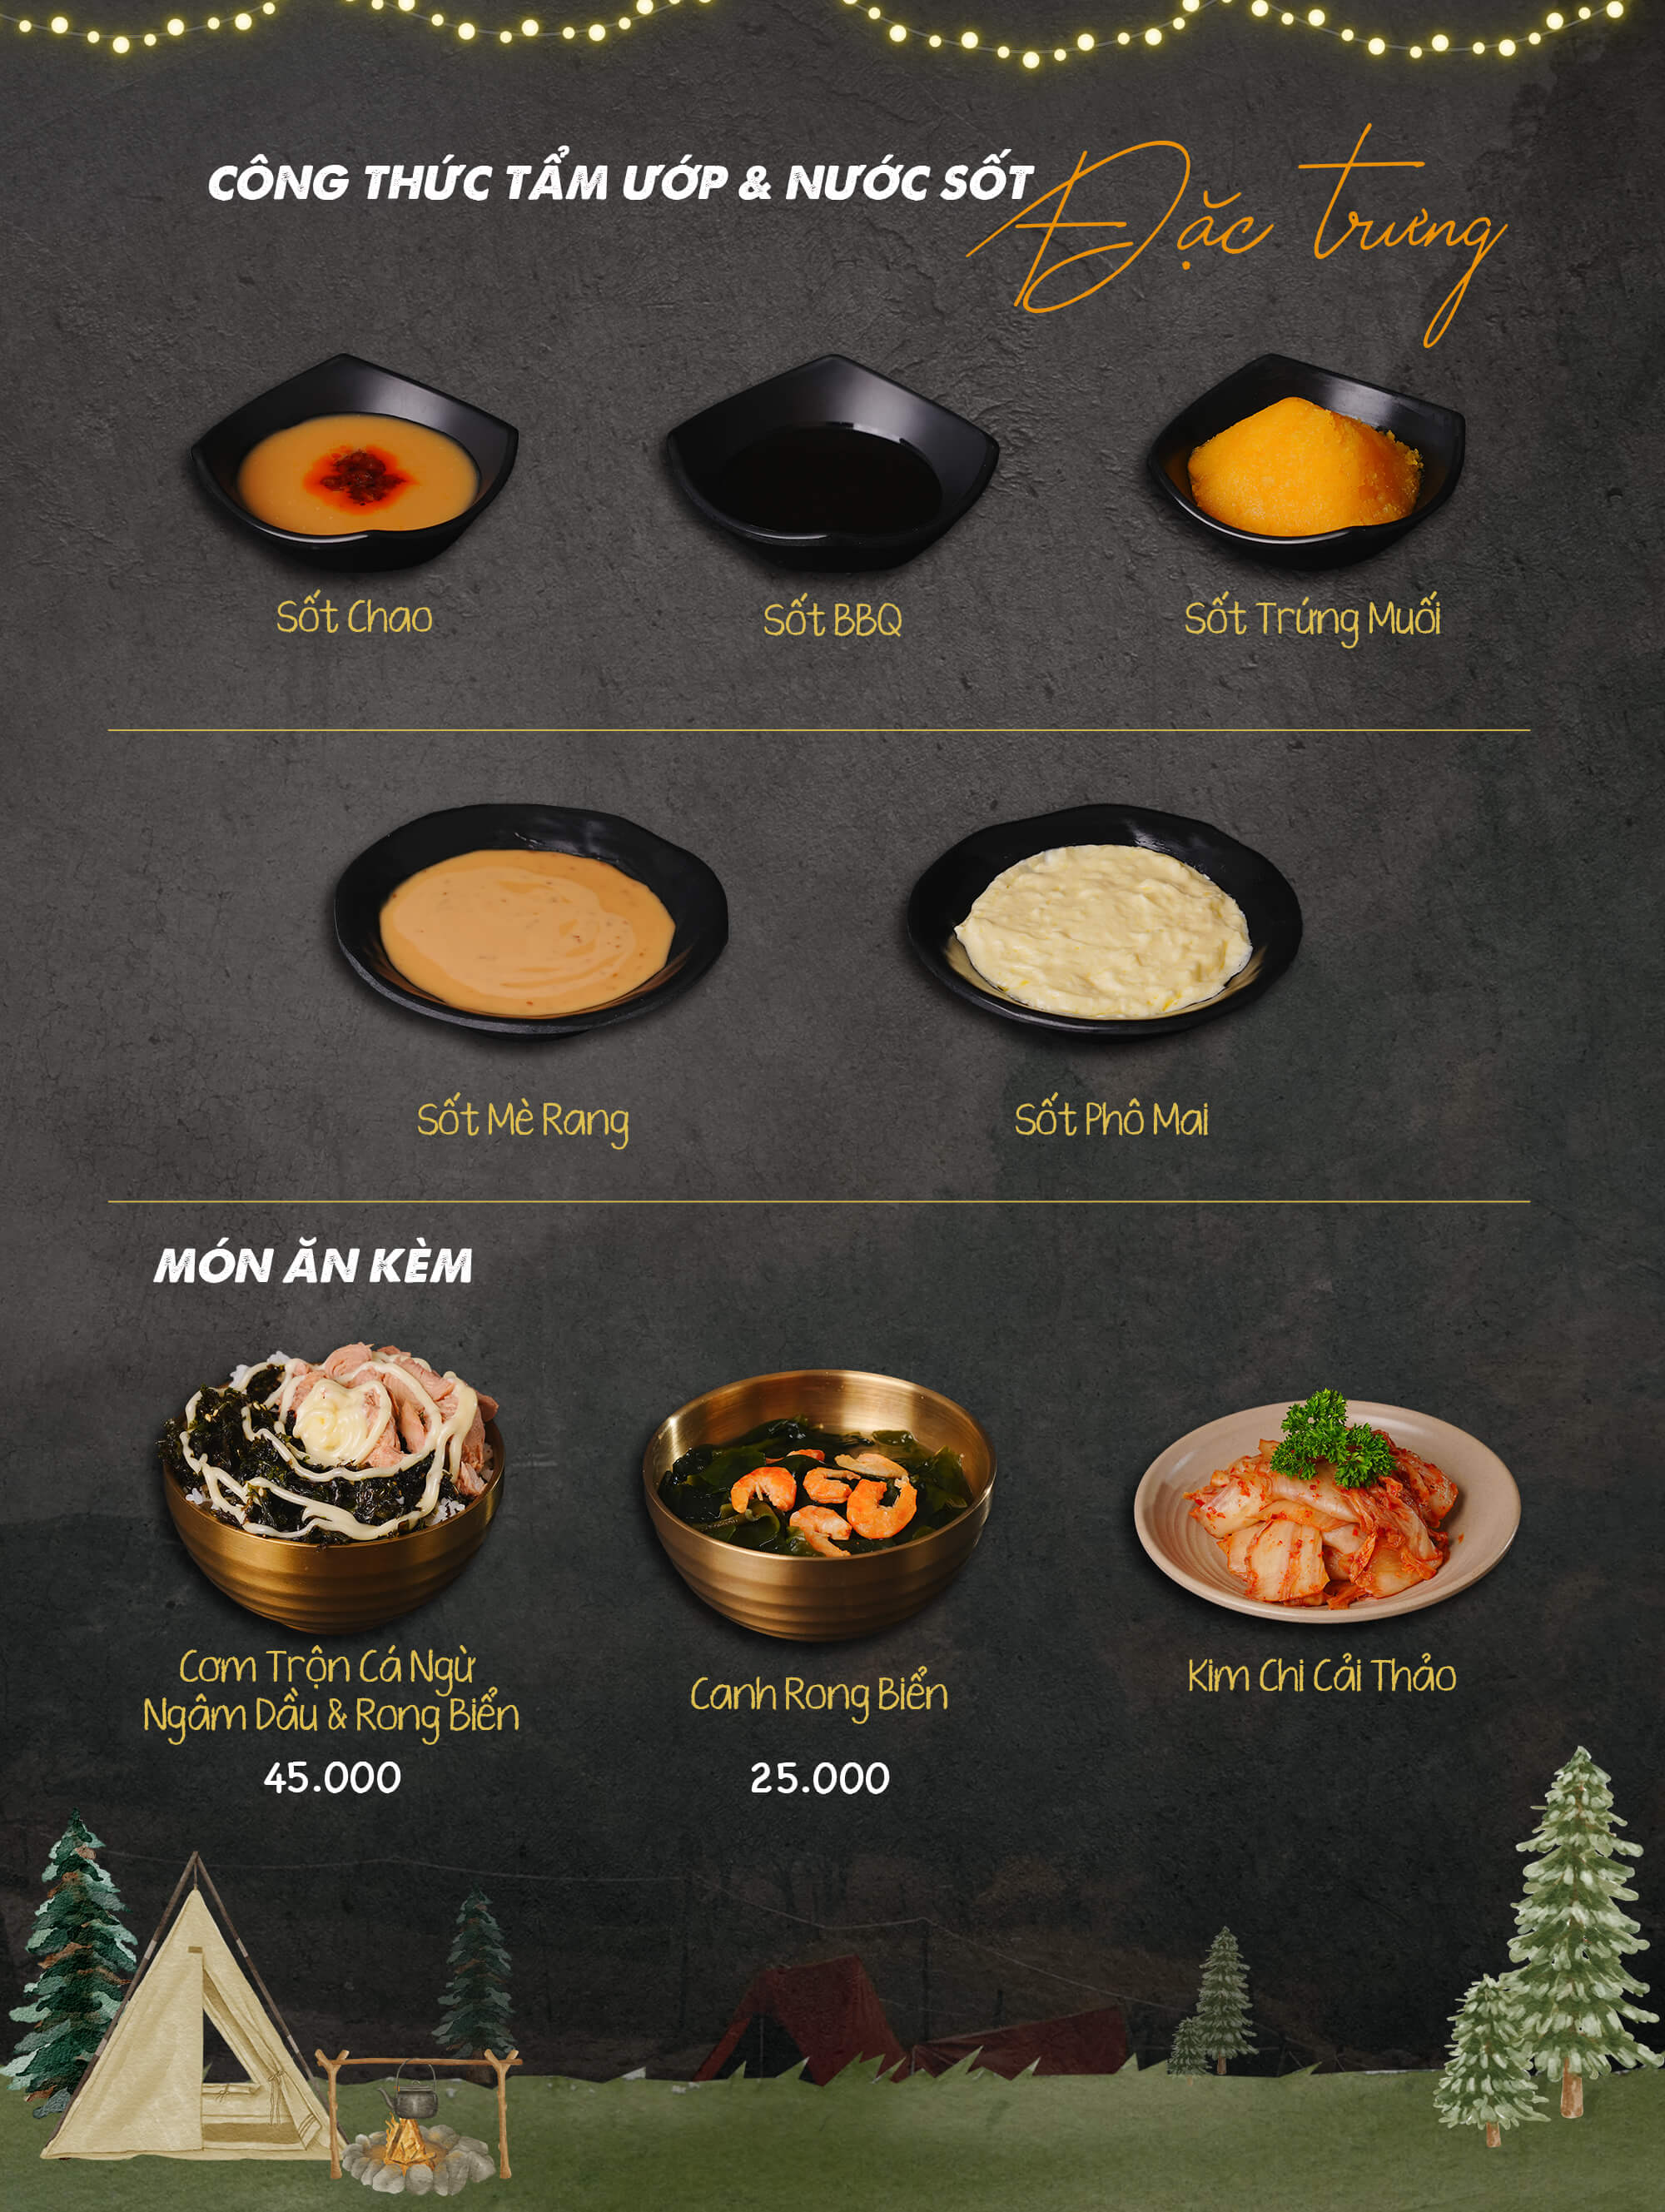 CÔNG THỨC TẨM ƯỚP & NƯỚC SỐT
Đặc trưng
Sốt Chao
Sốt BBQ
Sốt Trứng Muối
Sốt Mè Rang
Sốt Phô Mai
MÓN ĂN KÈM
Cơm Trộn Cá Ngừ
Ngâm Dầu & Rong Biển
45.000
Canh Rong Biển
25.000
Kim Chi Cải Thảo